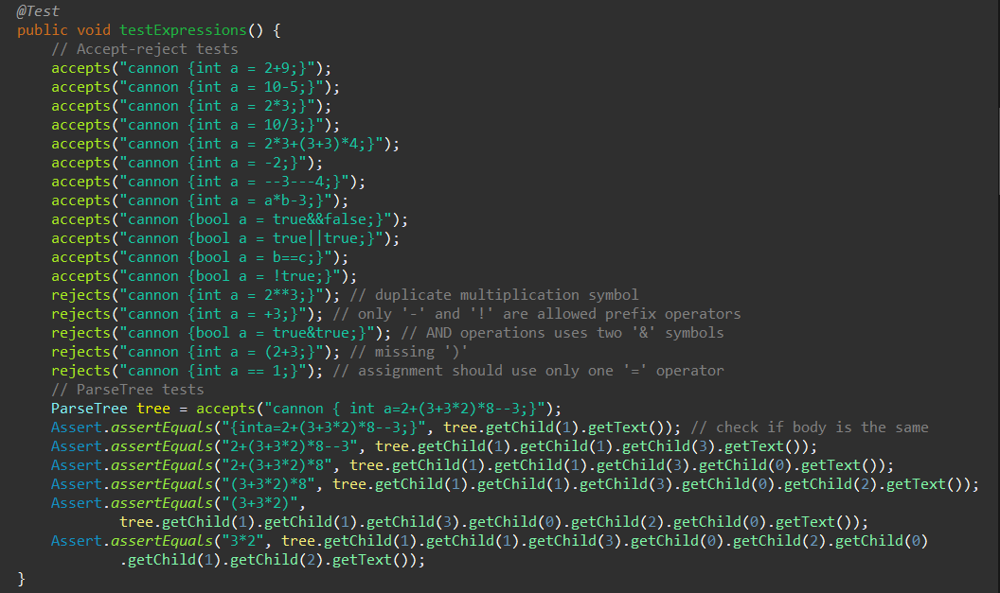 @Test
public void testExpressions() {
    // Accept-reject tests
    accepts("cannon {int a = 2+9;}");
    accepts("cannon {int a = 10-5;}");
    accepts("cannon {int a = 2*3;}");
    accepts("cannon {int a = 10/3;}");
    accepts("cannon {int a = 2*3+(3+3)*4;}");
    accepts("cannon {int a = -2;}");
    accepts("cannon {int a = --3---4;}");
    accepts("cannon {int a = a*b-3;}");
    accepts("cannon {bool a = true&&false;}");
    accepts("cannon {bool a = true||true;}");
    accepts("cannon {bool a = b==c;}");
    accepts("cannon {bool a = !true;}");
    rejects("cannon {int a = 2**3;}"); // duplicate multiplication symbol
    rejects("cannon {int a = +3;}"); // only '-' and '!' are allowed prefix operators
    rejects("cannon {bool a = true&true;}"); // AND operations uses two '&' symbols
    rejects("cannon {int a = (2+3;}"); // missing ')'
    rejects("cannon {int a == 1;}"); // assignment should use only one '=' operator
    // ParseTree tests
    ParseTree tree = accepts("cannon { int a=2+(3+3*2)*8--3;}");
    Assert.assertEquals("{inta=2+(3+3*2)*8--3;}", tree.getChild(1).getText()); // check if body is the same
    Assert.assertEquals("2+(3+3*2)*8--3", tree.getChild(1).getChild(1).getChild(3).getText());
    Assert.assertEquals("2+(3+3*2)*8", tree.getChild(1).getChild(1).getChild(3).getChild(0).getText());
    Assert.assertEquals("(3+3*2)*8", tree.getChild(1).getChild(1).getChild(3).getChild(0).getChild(2).getText());
    Assert.assertEquals("(3+3*2)",
            tree.getChild(1).getChild(1).getChild(3).getChild(0).getChild(2).getChild(0).getText());
    Assert.assertEquals("3*2", tree.getChild(1).getChild(1).getChild(3).getChild(0).getChild(2).getChild(0)
            .getChild(1).getChild(2).getText());
}